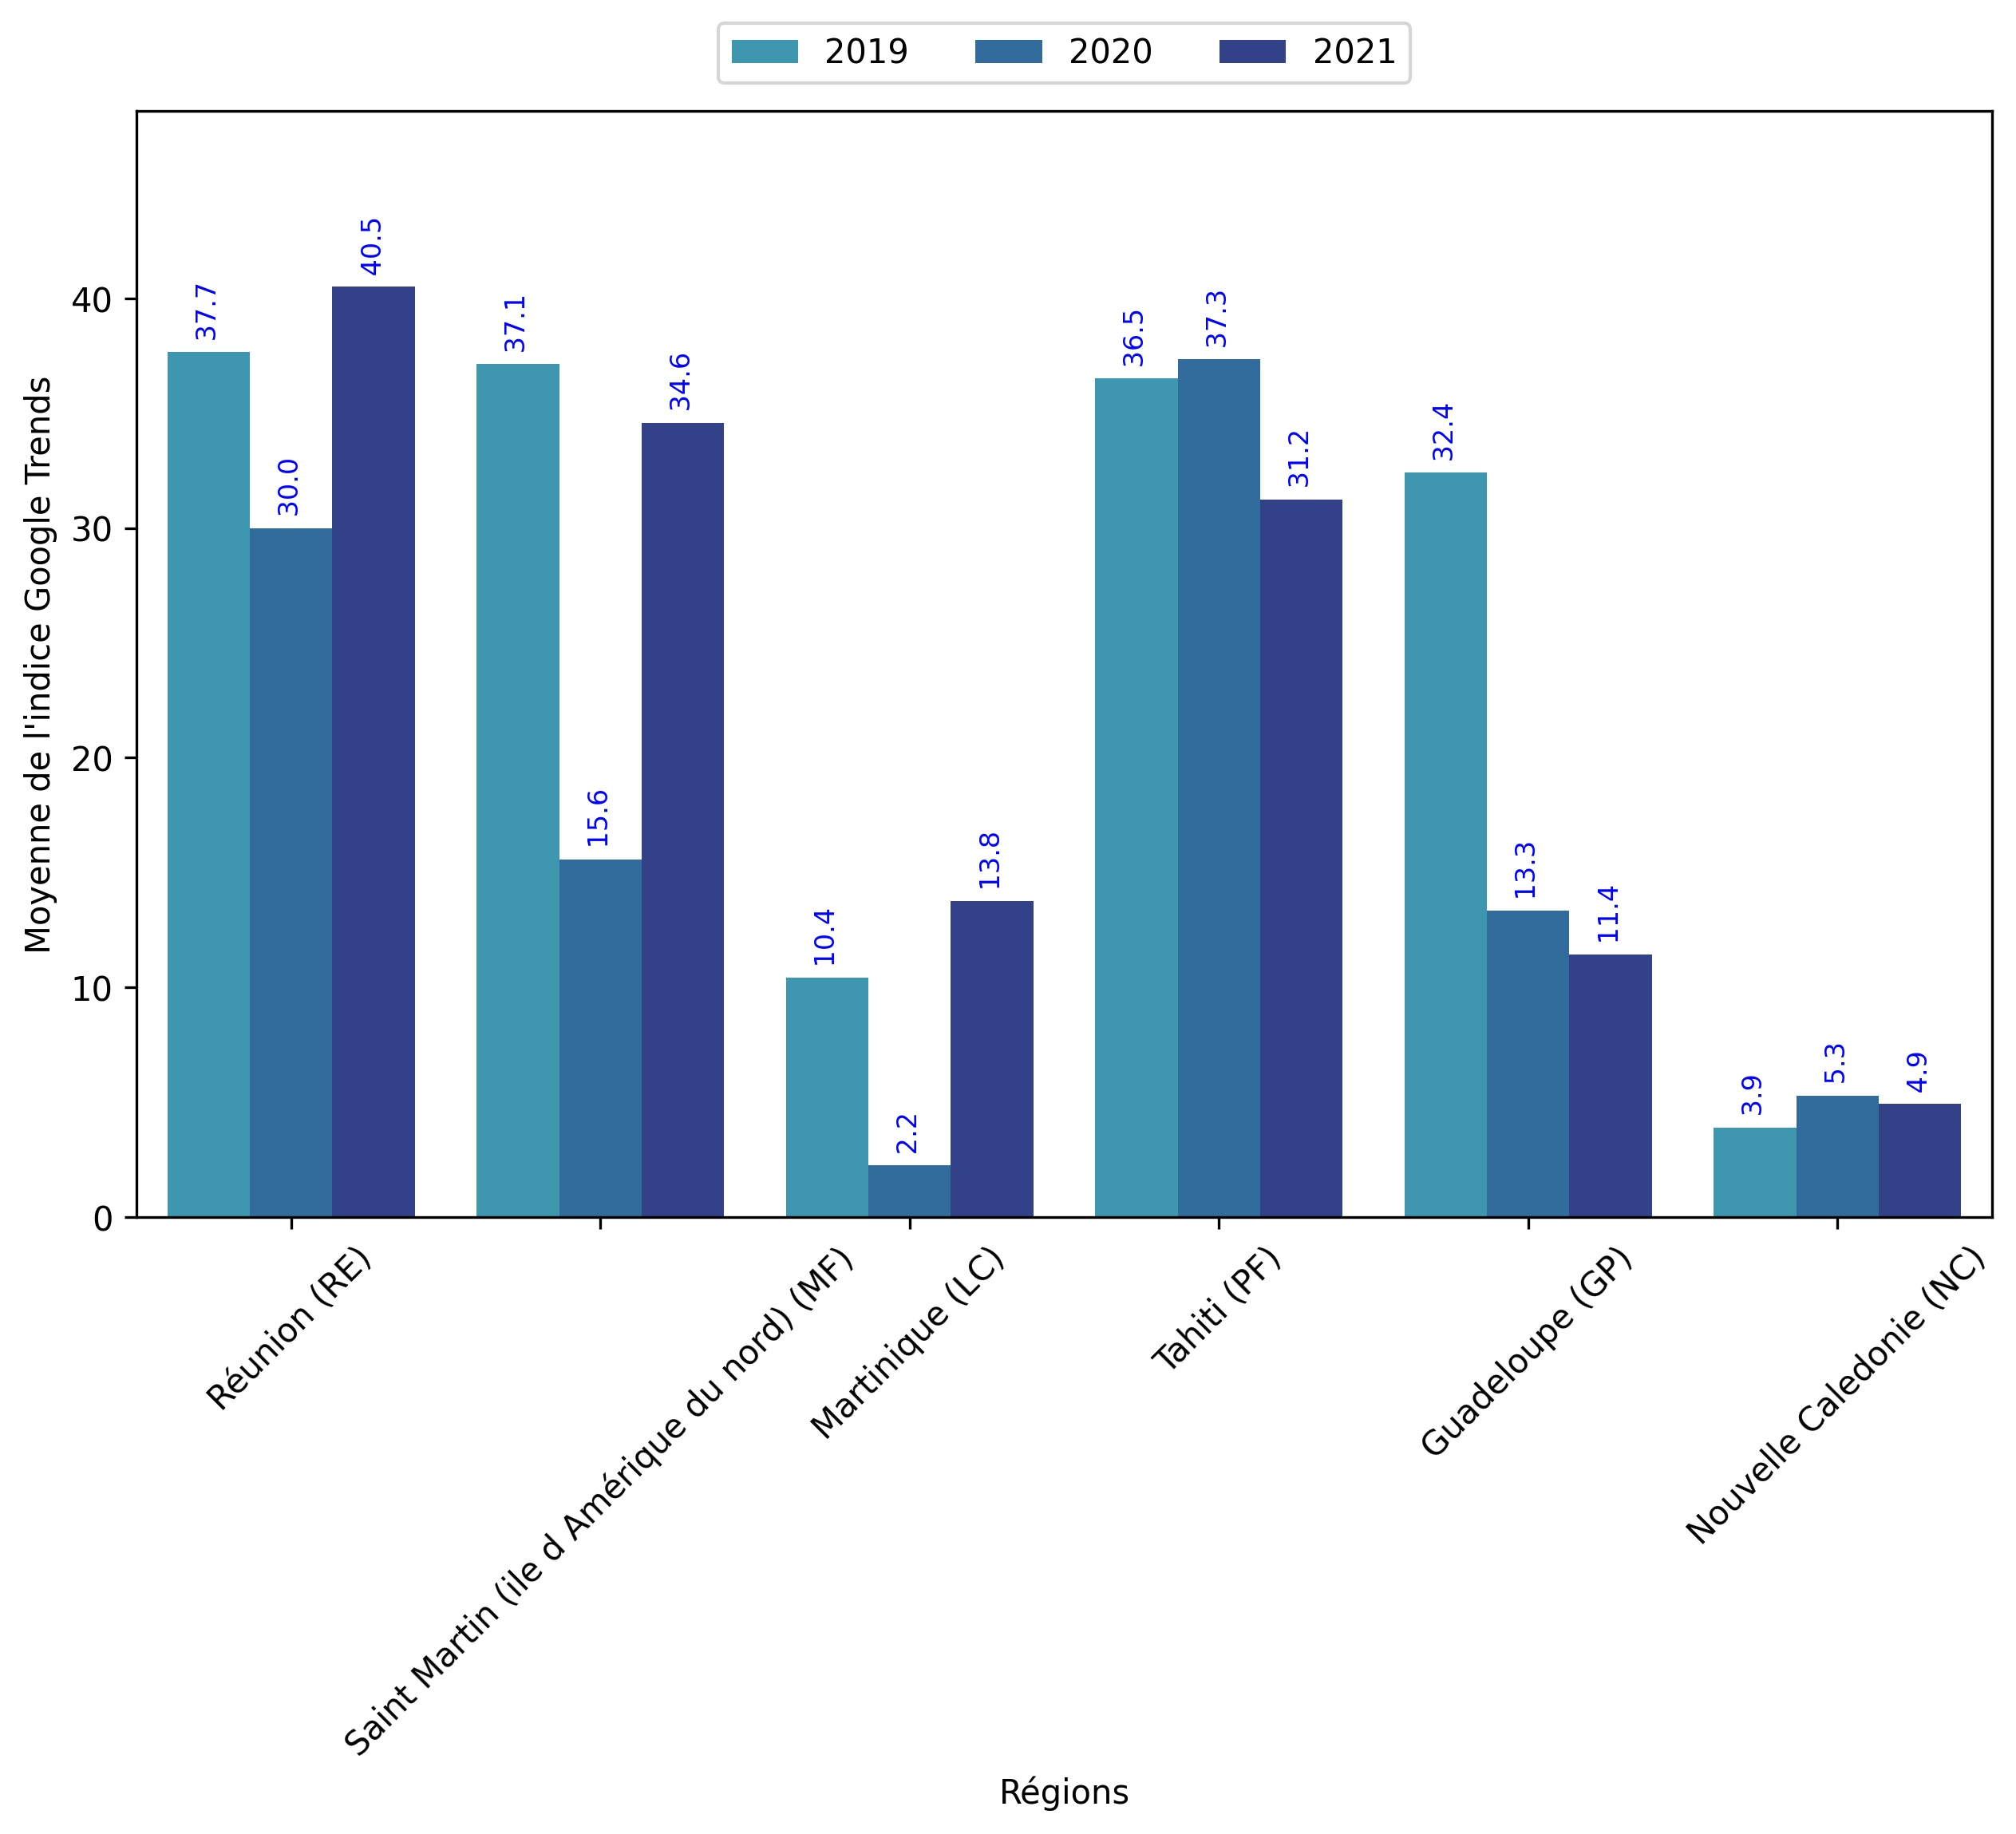 2019 2020 2021
Moyenne de l'indice Google Trends
40
30
20
10
0
37.7
30.0
40.5
37.1
15.6
34.6
10.4
2.2
13.8
36.5
37.3
31.2
32.4
13.3
11.4
3.9
5.3
4.9
Réunion (RE)
Saint Martin (ile d Amérique du nord) (MF)
Martinique (LC)
Tahiti (PF)
Guadeloupe (GP)
Nouvelle Caledonie (NC)
Régions